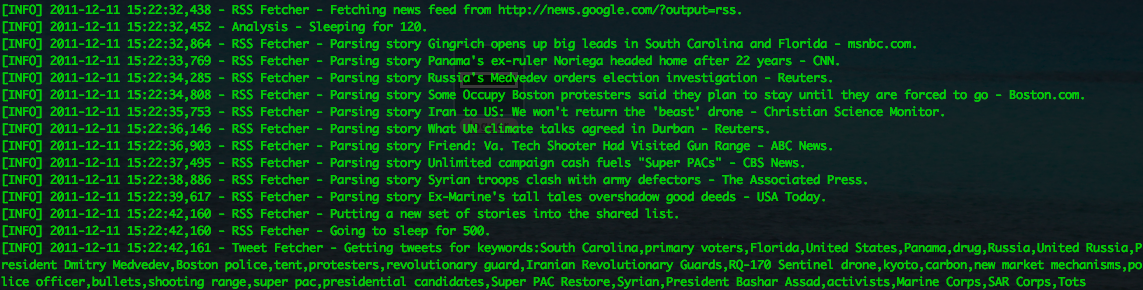 [INFO] 2011-12-11 15:22:32,438 - RSS Fetcher - Fetching news feed from http://news.google.com/?output=rss.
[INFO] 2011-12-11 15:22:32,452 - Analysis - Sleeping for 120.
[INFO] 2011-12-11 15:22:32,864 - RSS Fetcher - Parsing story Gingrich opens up big leads in South Carolina and Florida - msnbc.com.
[INFO] 2011-12-11 15:22:33,769 - RSS Fetcher - Parsing story Panama's ex-ruler Noriega headed home after 22 years - CNN.
[INFO] 2011-12-11 15:22:34,285 - RSS Fetcher - Parsing story Russia's Medvedev orders election investigation - Reuters.
[INFO] 2011-12-11 15:22:34,808 - RSS Fetcher - Parsing story Some Occupy Boston protesters said they plan to stay until they are forced to go - Boston.com.
[INFO] 2011-12-11 15:22:35,753 - RSS Fetcher - Parsing story Iran to US: We won't return the 'beast' drone - Christian Science Monitor.
[INFO] 2011-12-11 15:22:36,146 - RSS Fetcher - Parsing story What UN climate talks agreed in Durban - Reuters.
[INFO] 2011-12-11 15:22:36,903 - RSS Fetcher - Parsing story Friend: Va. Tech Shooter Had Visited Gun Range - ABC News.
[INFO] 2011-12-11 15:22:37,495 - RSS Fetcher - Parsing story Unlimited campaign cash fuels "Super PACs" - CBS News.
[INFO] 2011-12-11 15:22:38,886 - RSS Fetcher - Parsing story Syrian troops clash with army defectors - The Associated Press.
[INFO] 2011-12-11 15:22:39,617 - RSS Fetcher - Parsing story Ex-Marine's tall tales overshadow good deeds - USA Today.
[INFO] 2011-12-11 15:22:42,160 - RSS Fetcher - Putting a new set of stories into the shared list.
[INFO] 2011-12-11 15:22:42,160 - RSS Fetcher - Going to sleep for 500.
[INFO] 2011-12-11 15:22:42,161 - Tweet Fetcher - Getting tweets for keywords:South Carolina,primary voters,Florida,United States,Panama,drug,Russia,United Russia,P
resident Dmitry Medvedev,Boston police,tent,protesters,revolutionary guard,Iranian Revolutionary Guards,RQ-170 Sentinel drone,kyoto,carbon,new market mechanisms,po
lice officer,bullets,shooting range,super pac,presidential candidates,Super PAC Restore,Syrian,President Bashar Assad,activists,Marine Corps,SAR Corps,Tots